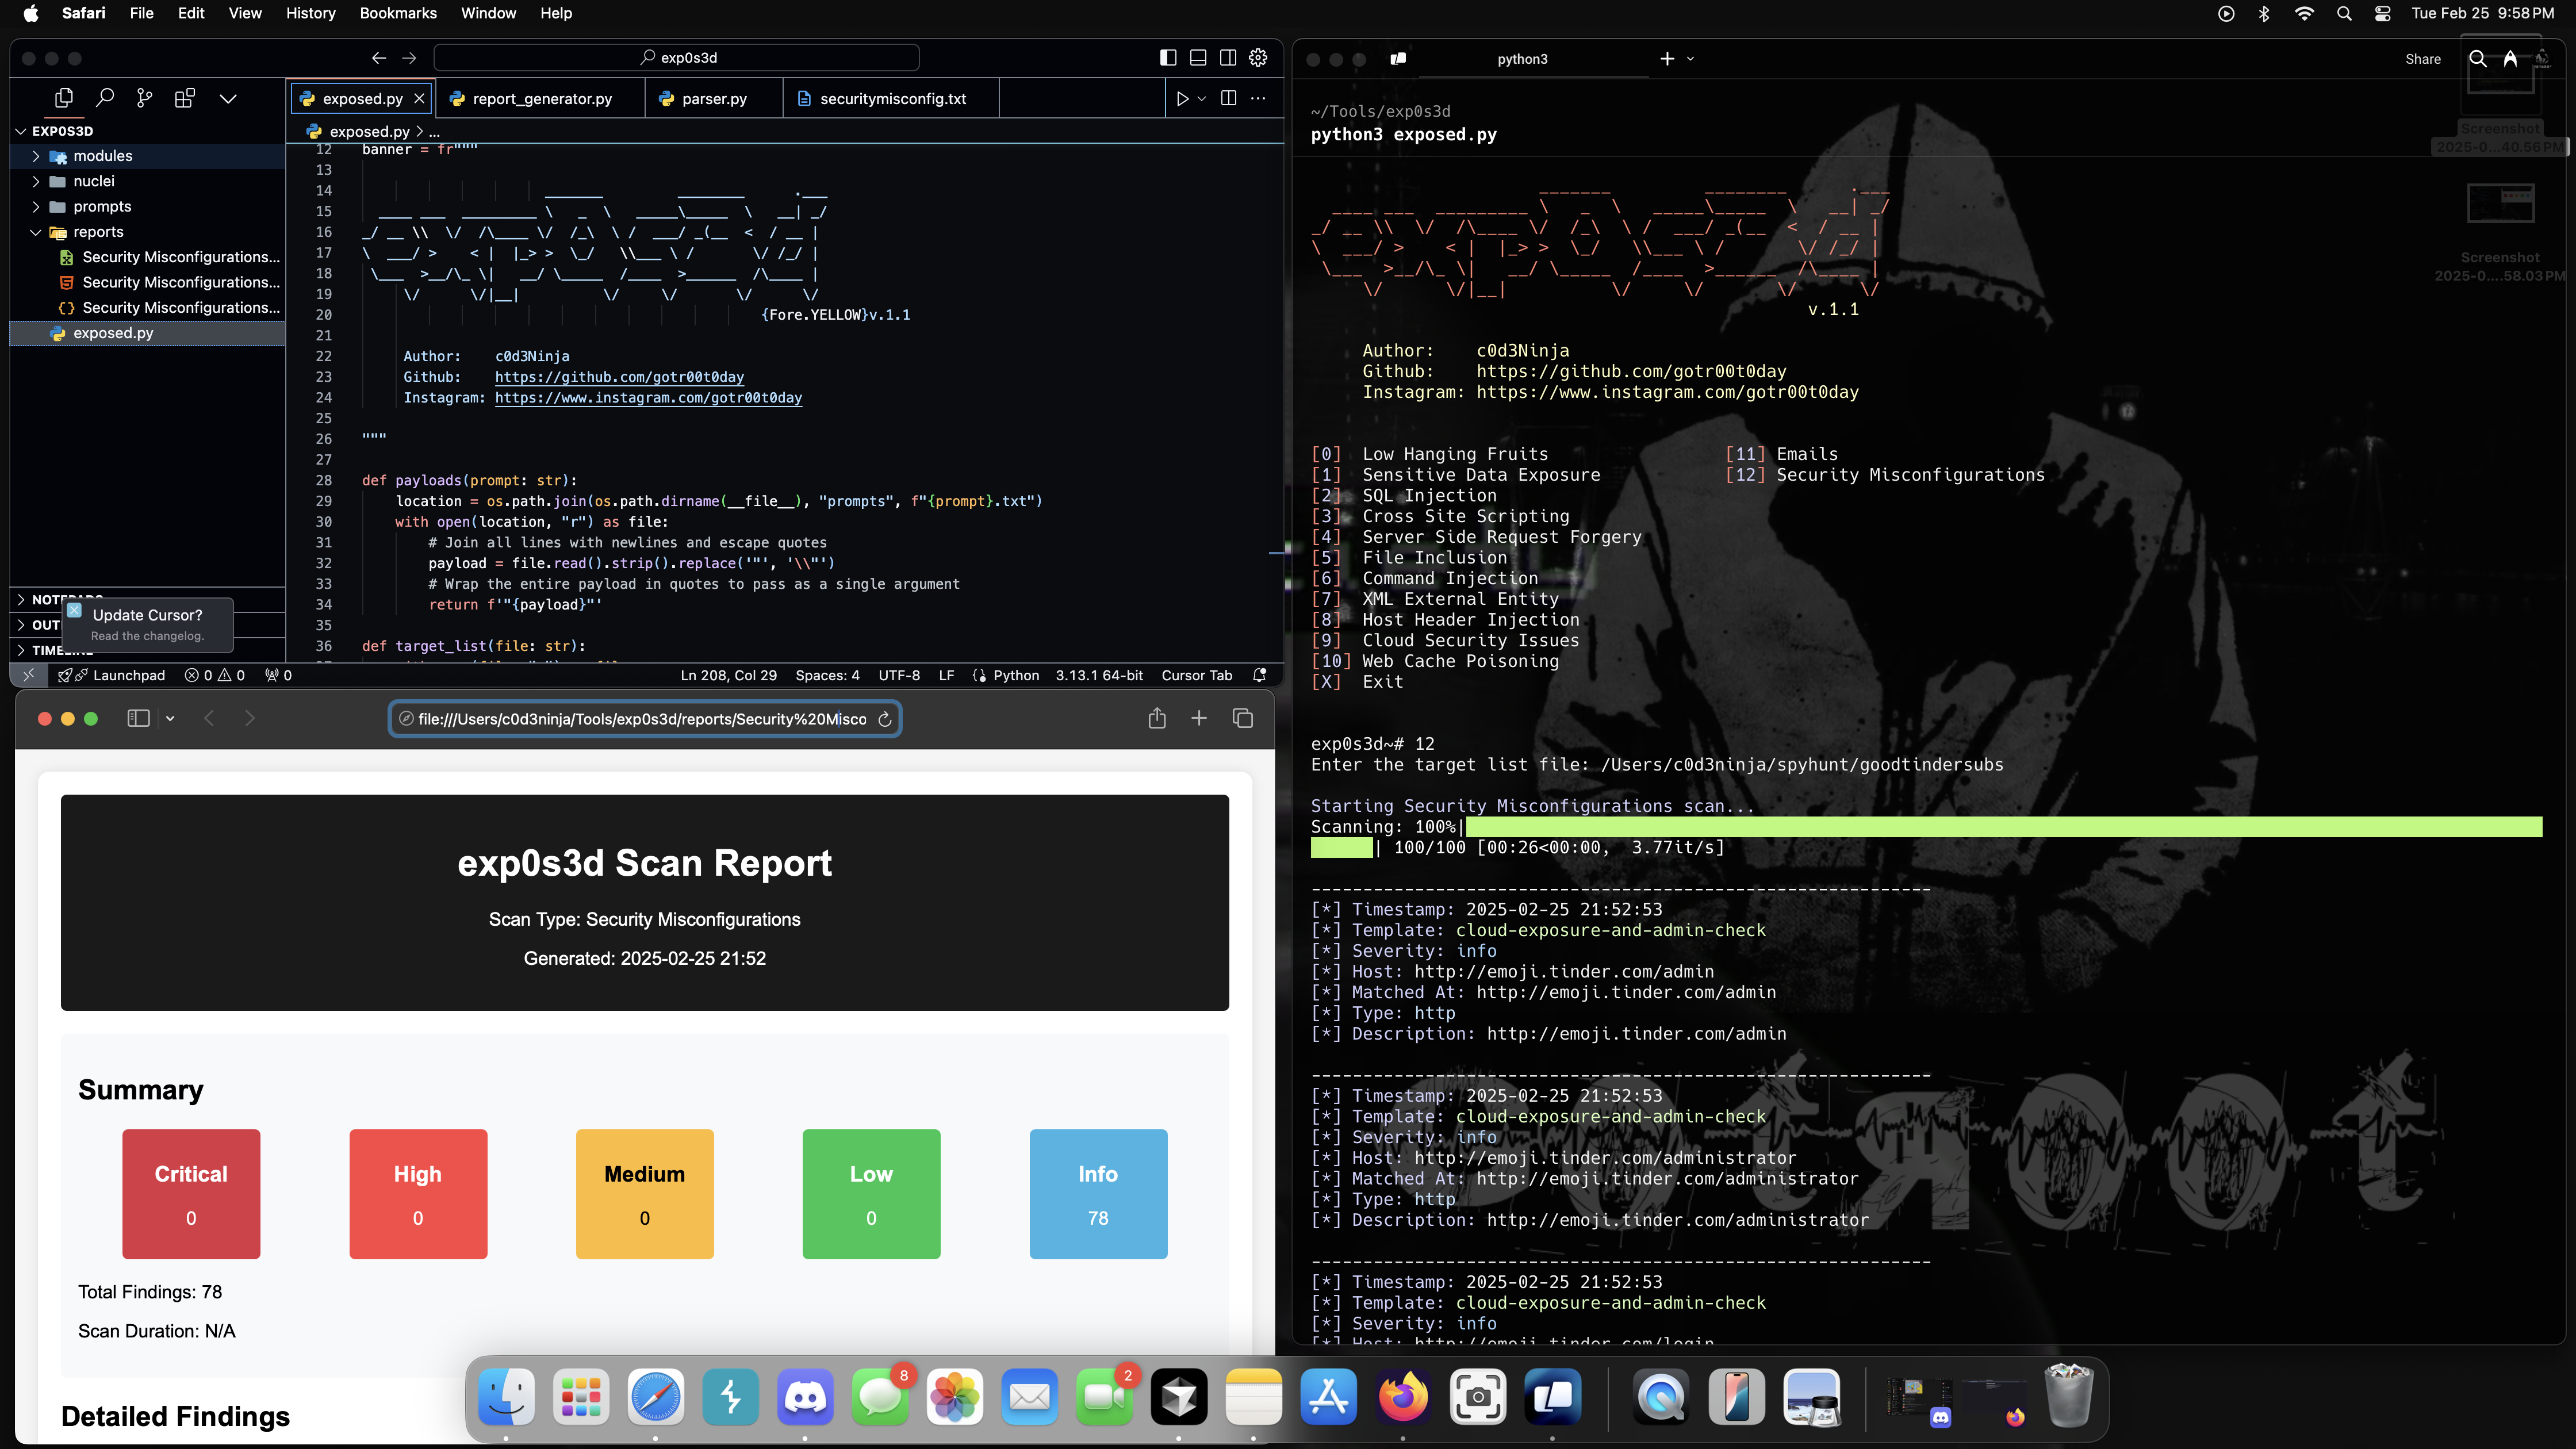 Safari File Edit View History Bookmarks Window Help
Tue Feb 25 9:58 PM
exp0s3d
exposed.py
report_generator.py
parser.py
securitymisconfig.txt
EXP0S3D
modules
nuclei
prompts
reports
Security Misconfigurations...
Security Misconfigurations...
Security Misconfigurations...
exposed.py
Update Cursor?
Read the changelog.
exposed.py > ...
12 banner = fr"""
13
14
15
16
17
18
19
20 {Fore.YELLOW}v.1.1
21
22 Author: c0d3Ninja
23 Github: https://github.com/gotr00t0day
24 Instagram: https://www.instagram.com/gotr00t0day
25
26 """
27
28 def payloads(prompt: str):
29 location = os.path.join(os.path.dirname(__file__), "prompts", f"{prompt}.txt")
30 with open(location, "r") as file:
31 # Join all lines with newlines and escape quotes
32 payload = file.read().strip().replace('"', '\\"')
33 # Wrap the entire payload in quotes to pass as a single argument
34 return f'"{payload}"'
35
36 def target_list(file: str):
Launchpad 0 0 0 Ln 208, Col 29 Spaces: 4 UTF-8 LF Python 3.13.1 64-bit Cursor Tab
file:///Users/c0d3ninja/Tools/exp0s3d/reports/Security%20Misco
exp0s3d Scan Report
Scan Type: Security Misconfigurations
Generated: 2025-02-25 21:52
Summary
Critical High Medium Low Info
0 0 0 0 78
Total Findings: 78
Scan Duration: N/A
Detailed Findings
python3
Share
~/Tools/exp0s3d
python3 exposed.py
v.1.1
Author: c0d3Ninja
Github: https://github.com/gotr00t0day
Instagram: https://www.instagram.com/gotr00t0day
[0] Low Hanging Fruits [11] Emails
[1] Sensitive Data Exposure [12] Security Misconfigurations
[2] SQL Injection
[3] Cross Site Scripting
[4] Server Side Request Forgery
[5] File Inclusion
[6] Command Injection
[7] XML External Entity
[8] Host Header Injection
[9] Cloud Security Issues
[10] Web Cache Poisoning
[X] Exit
exp0s3d~# 12
Enter the target list file: /Users/c0d3ninja/spyhunt/goodtindersubs
Starting Security Misconfigurations scan...
Scanning: 100%|
| 100/100 [00:26<00:00, 3.77it/s]
[*] Timestamp: 2025-02-25 21:52:53
[*] Template: cloud-exposure-and-admin-check
[*] Severity: info
[*] Host: http://emoji.tinder.com/admin
[*] Matched At: http://emoji.tinder.com/admin
[*] Type: http
[*] Description: http://emoji.tinder.com/admin
[*] Timestamp: 2025-02-25 21:52:53
[*] Template: cloud-exposure-and-admin-check
[*] Severity: info
[*] Host: http://emoji.tinder.com/administrator
[*] Matched At: http://emoji.tinder.com/administrator
[*] Type: http
[*] Description: http://emoji.tinder.com/administrator
[*] Timestamp: 2025-02-25 21:52:53
[*] Template: cloud-exposure-and-admin-check
[*] Severity: info
[*] Host: http://emoji.tinder.com/login
Screenshot
2025-0....40.56 PM
Screenshot
2025-0....58.03 PM
8
2